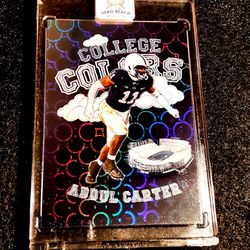 VERO BEACH
COLLEGE
COLORS
11
ABDUL CARTER